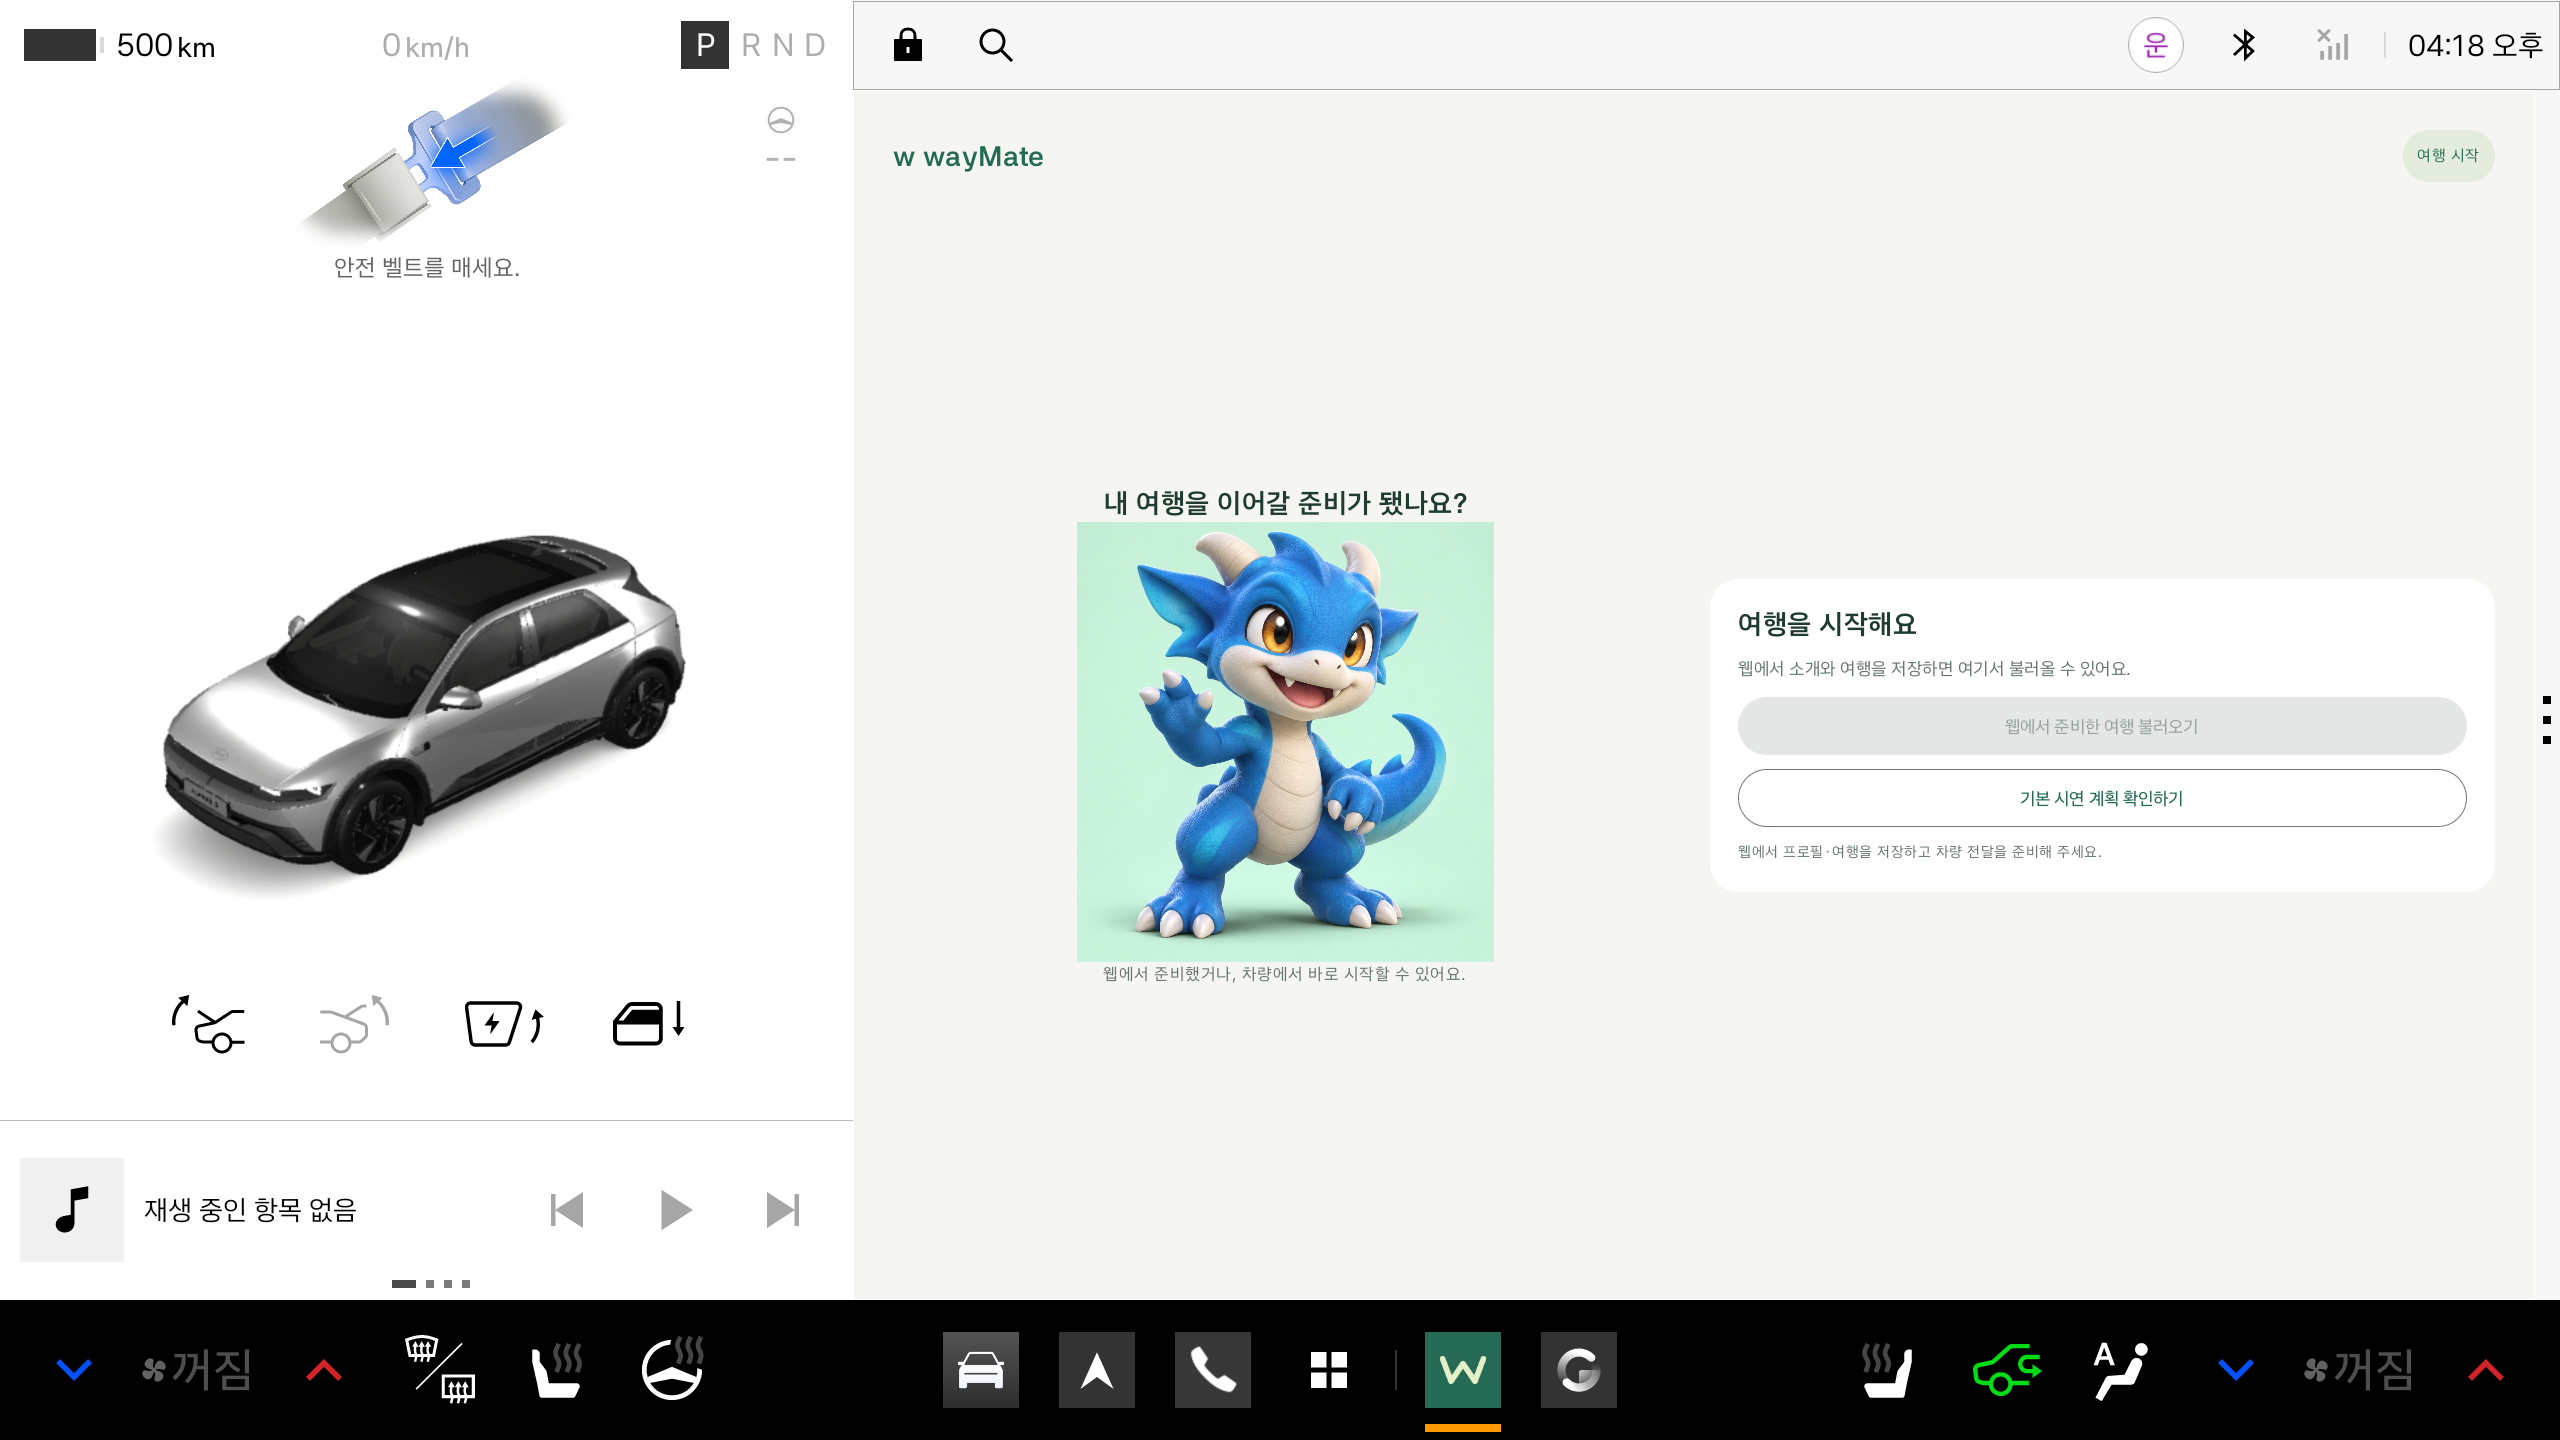 500 km
0 km/h
P R N D
04:18 오후
운
안전 벨트를 매세요.
w wayMate
여행 시작
내 여행을 이어갈 준비가 됐나요?
웹에서 준비했거나, 차량에서 바로 시작할 수 있어요.
여행을 시작해요
웹에서 소개와 여행을 저장하면 여기서 불러올 수 있어요.
웹에서 준비한 여행 불러오기
기본 시연 계획 확인하기
웹에서 프로필·여행을 저장하고 차량 전달을 준비해 주세요.
재생 중인 항목 없음
꺼짐
W
G
A
꺼짐